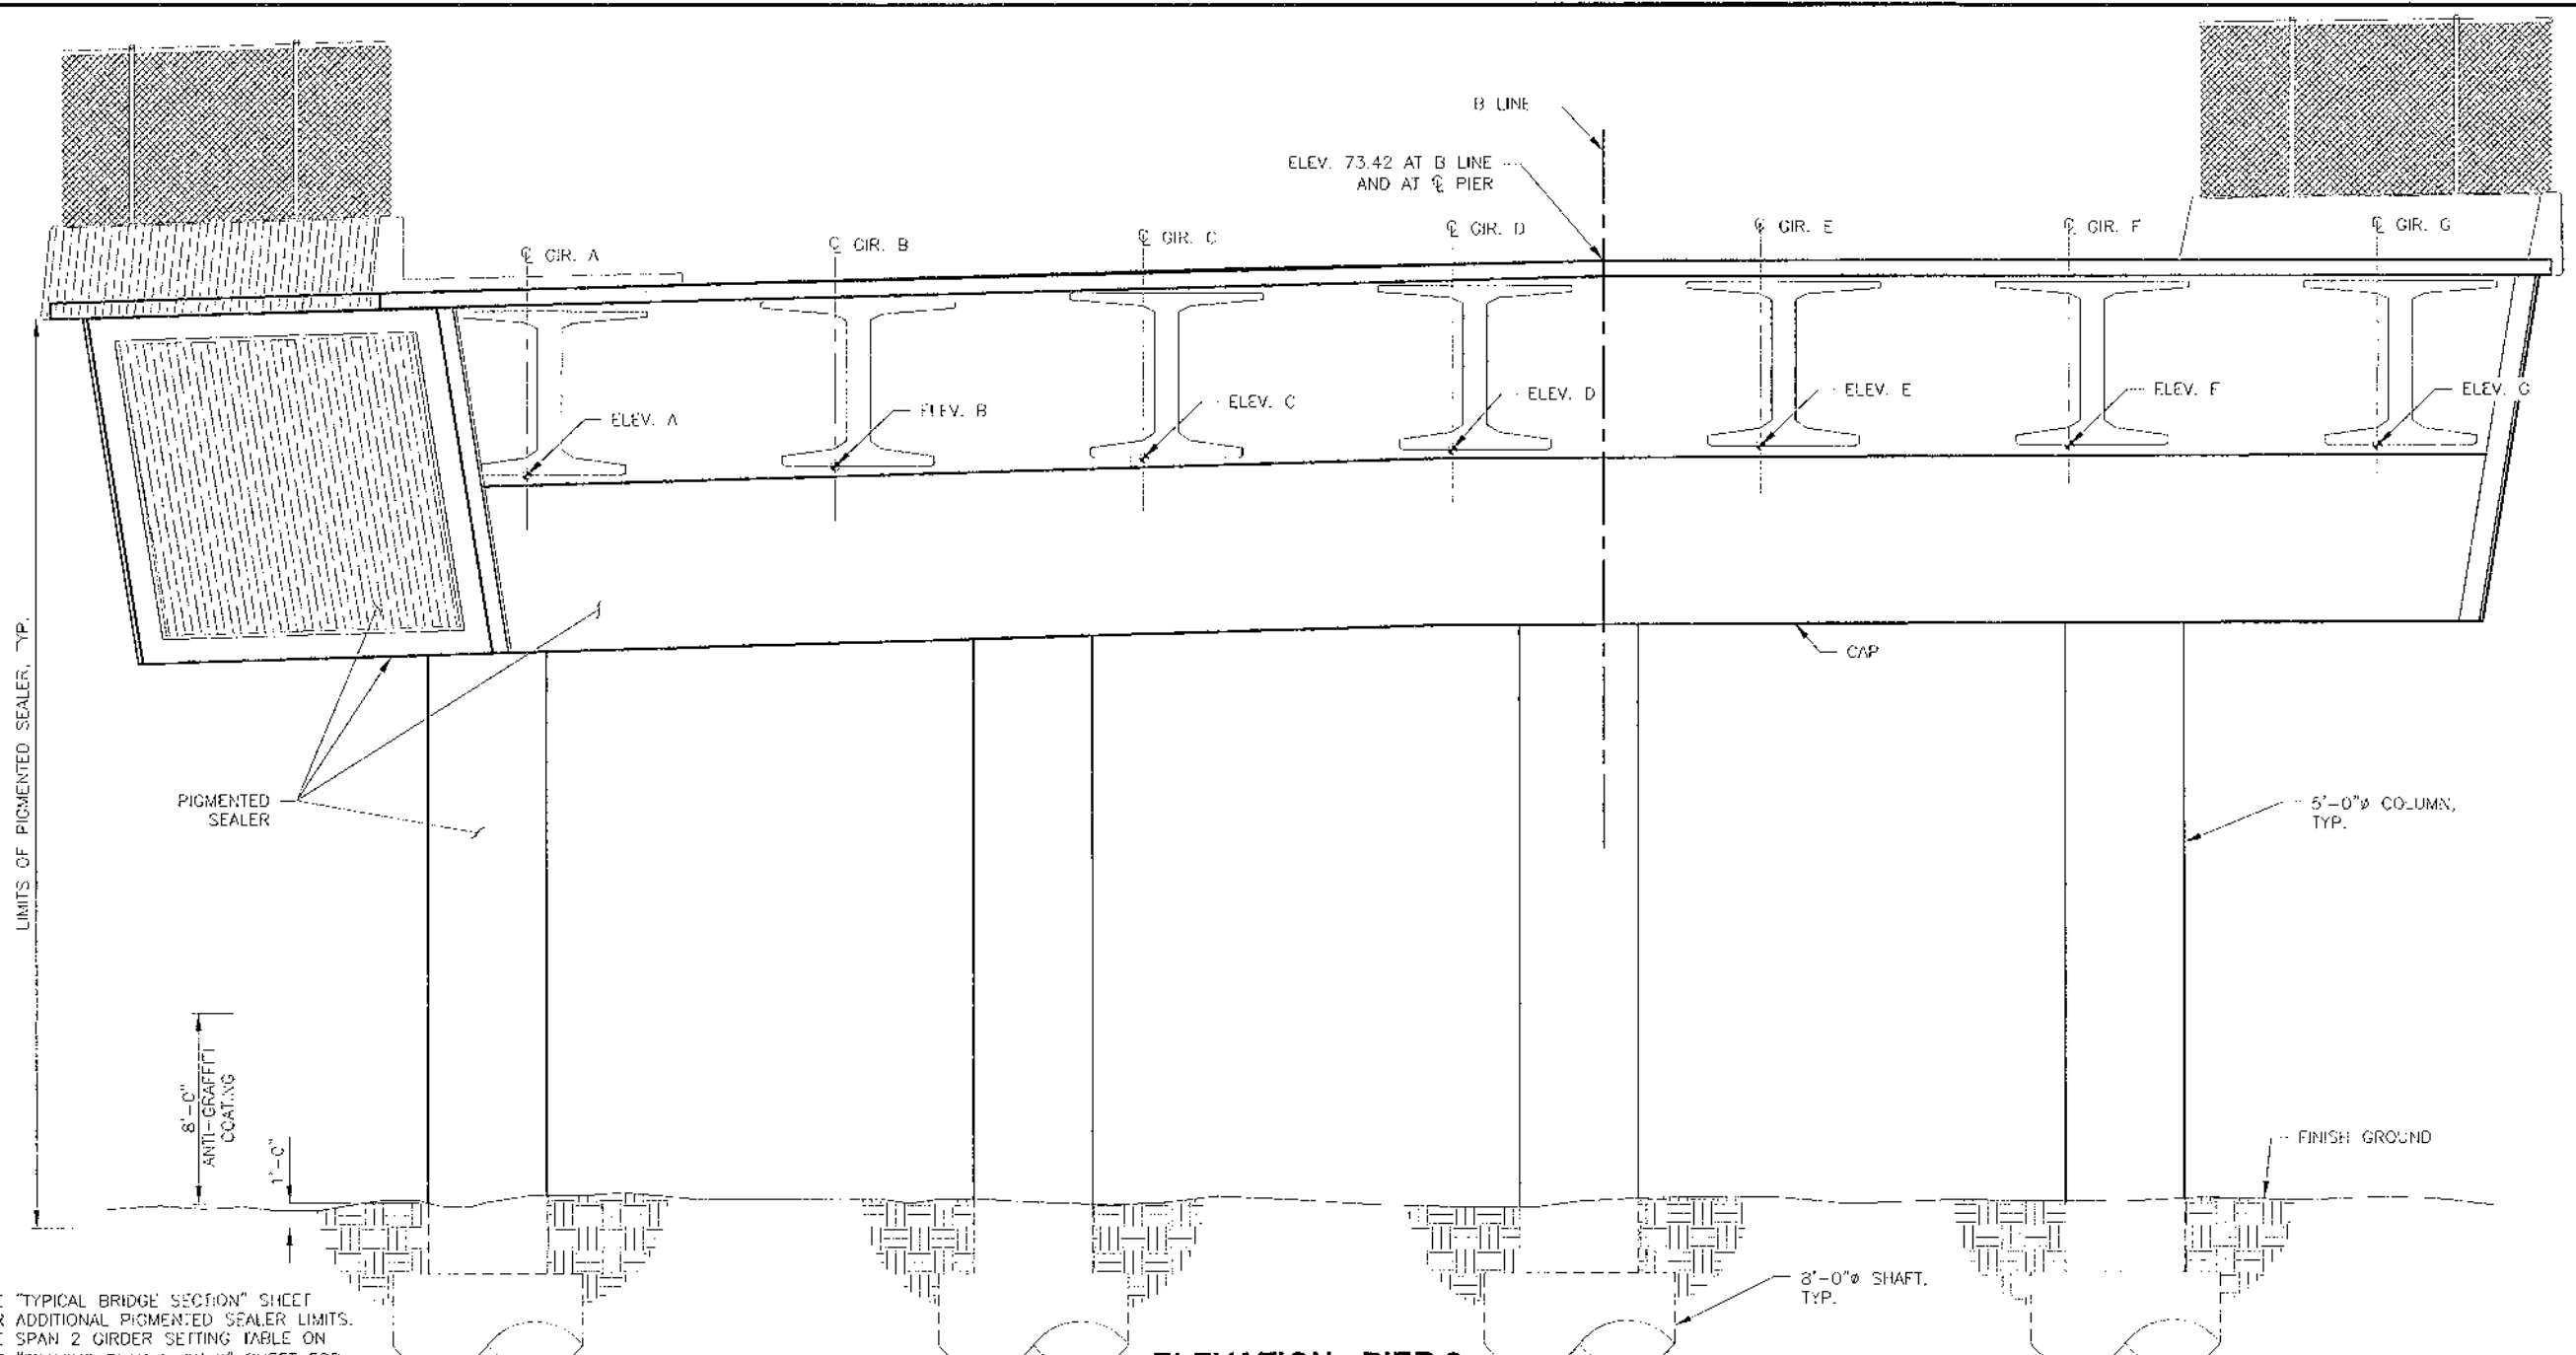 B LINE
ELEV. 73.42 AT B LINE
AND AT ℄ PIER
℄ GIR. A
℄ GIR. B
℄ GIR. C
℄ GIR. D
℄ GIR. E
℄ GIR. F
℄ GIR. G
ELEV. A
ELEV. B
ELEV. C
ELEV. D
ELEV. E
ELEV. F
ELEV. G
LIMITS OF PIGMENTED SEALER, TYP.
CAP
PIGMENTED
SEALER
COLUMN,
TYP.
8'-0"
ANTI-GRAFFITI
COATING
1'-0"
FINISH GROUND
8'-0"ø SHAFT,
TYP.
"TYPICAL BRIDGE SECTION" SHEET
ADDITIONAL PIGMENTED SEALER LIMITS.
SPAN 2 GIRDER SETTING TABLE ON